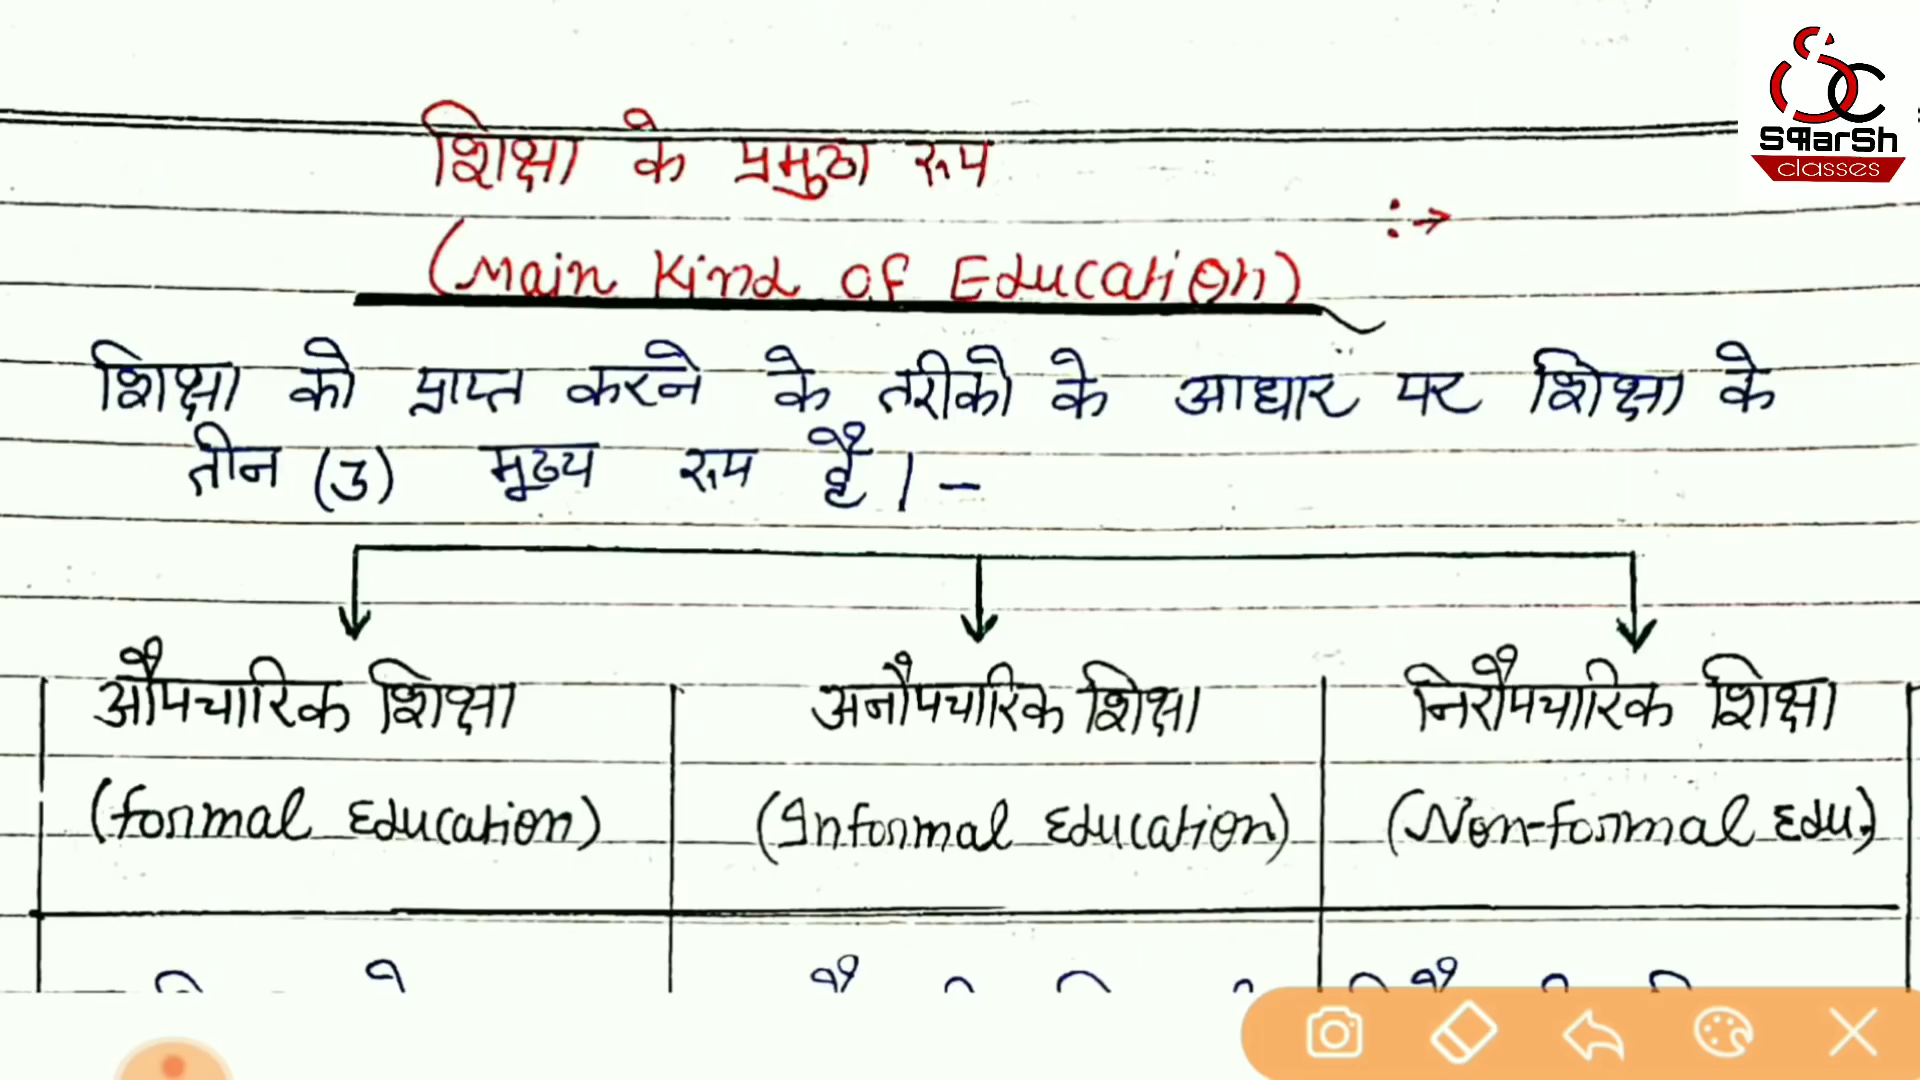 SपarSh
classes
शिक्षा के प्रमुख रूप
:→
(Main Kind of Education)
शिक्षा को प्राप्त करने के तरीको के आधार पर शिक्षा के
तीन (3) मूख्य रूप है। -
औपचारिक शिक्षा अनौपचारिक शिक्षा निरौपचारिक शिक्षा
(formal Education) (Informal Education) (Non-formal Edu.)